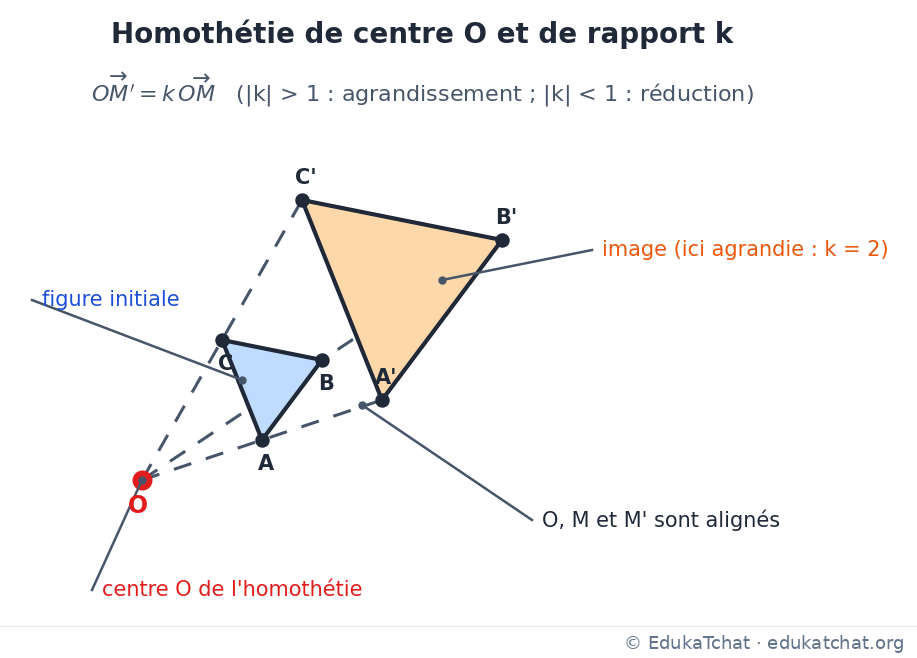 Homothétie de centre O et de rapport k
OM' = k OM (|k| > 1 : agrandissement ; |k| < 1 : réduction)
C'
B'
image (ici agrandie : k = 2)
figure initiale
C
B
A'
A
O
O, M et M' sont alignés
centre O de l'homothétie
© EdukaTchat · edukatchat.org